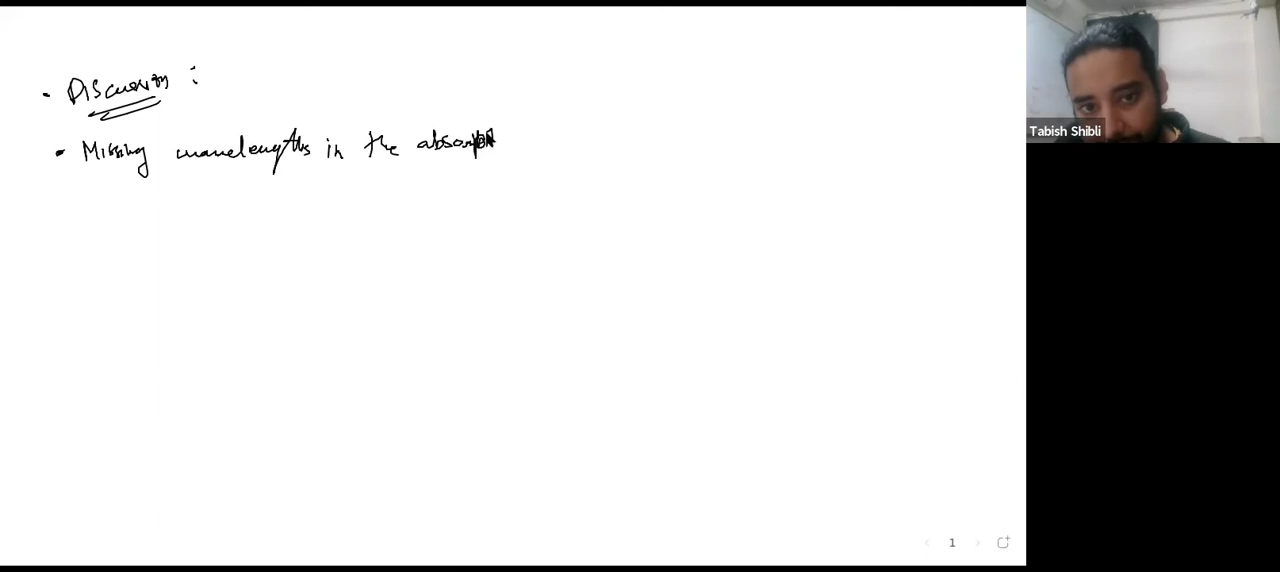 • Discussion :
• Missing wavelengths in the
Tabish Shibli
1